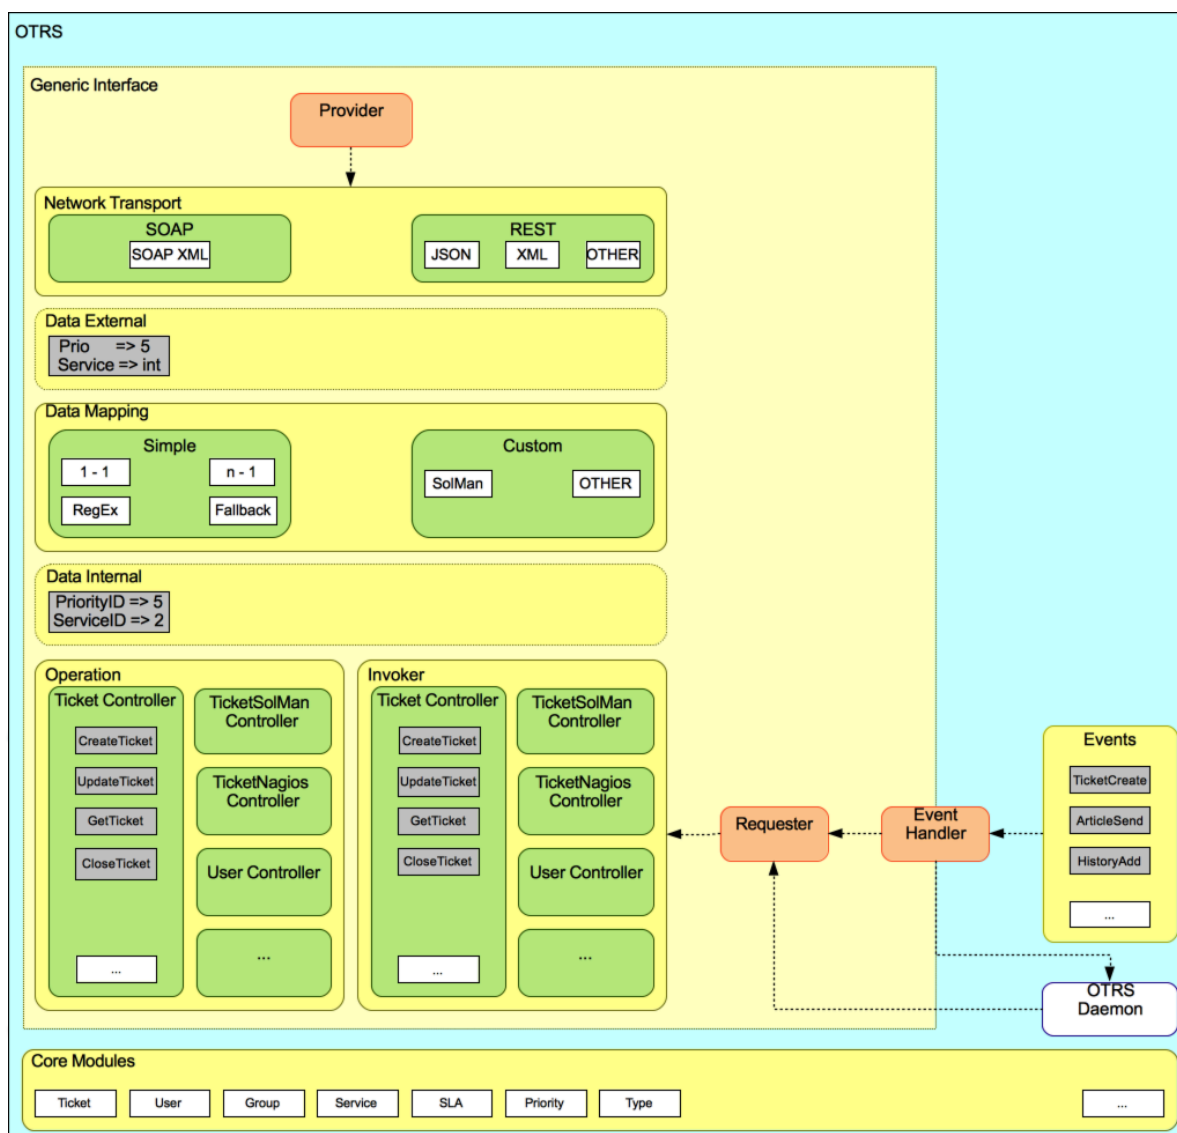 OTRS
Generic Interface
Provider
Network Transport
SOAP
SOAP XML
REST
JSON
XML
OTHER
Data External
Prio => 5
Service => int
Data Mapping
Simple
1 - 1
n - 1
RegEx
Fallback
Custom
SolMan
OTHER
Data Internal
PriorityID => 5
ServiceID => 2
Operation
Ticket Controller
CreateTicket
UpdateTicket
GetTicket
CloseTicket
...
TicketSolMan
Controller
TicketNagios
Controller
User Controller
...
Invoker
Ticket Controller
CreateTicket
UpdateTicket
GetTicket
CloseTicket
...
TicketSolMan
Controller
TicketNagios
Controller
User Controller
...
Requester
Event
Handler
Events
TicketCreate
ArticleSend
HistoryAdd
...
OTRS
Daemon
Core Modules
Ticket
User
Group
Service
SLA
Priority
Type
...